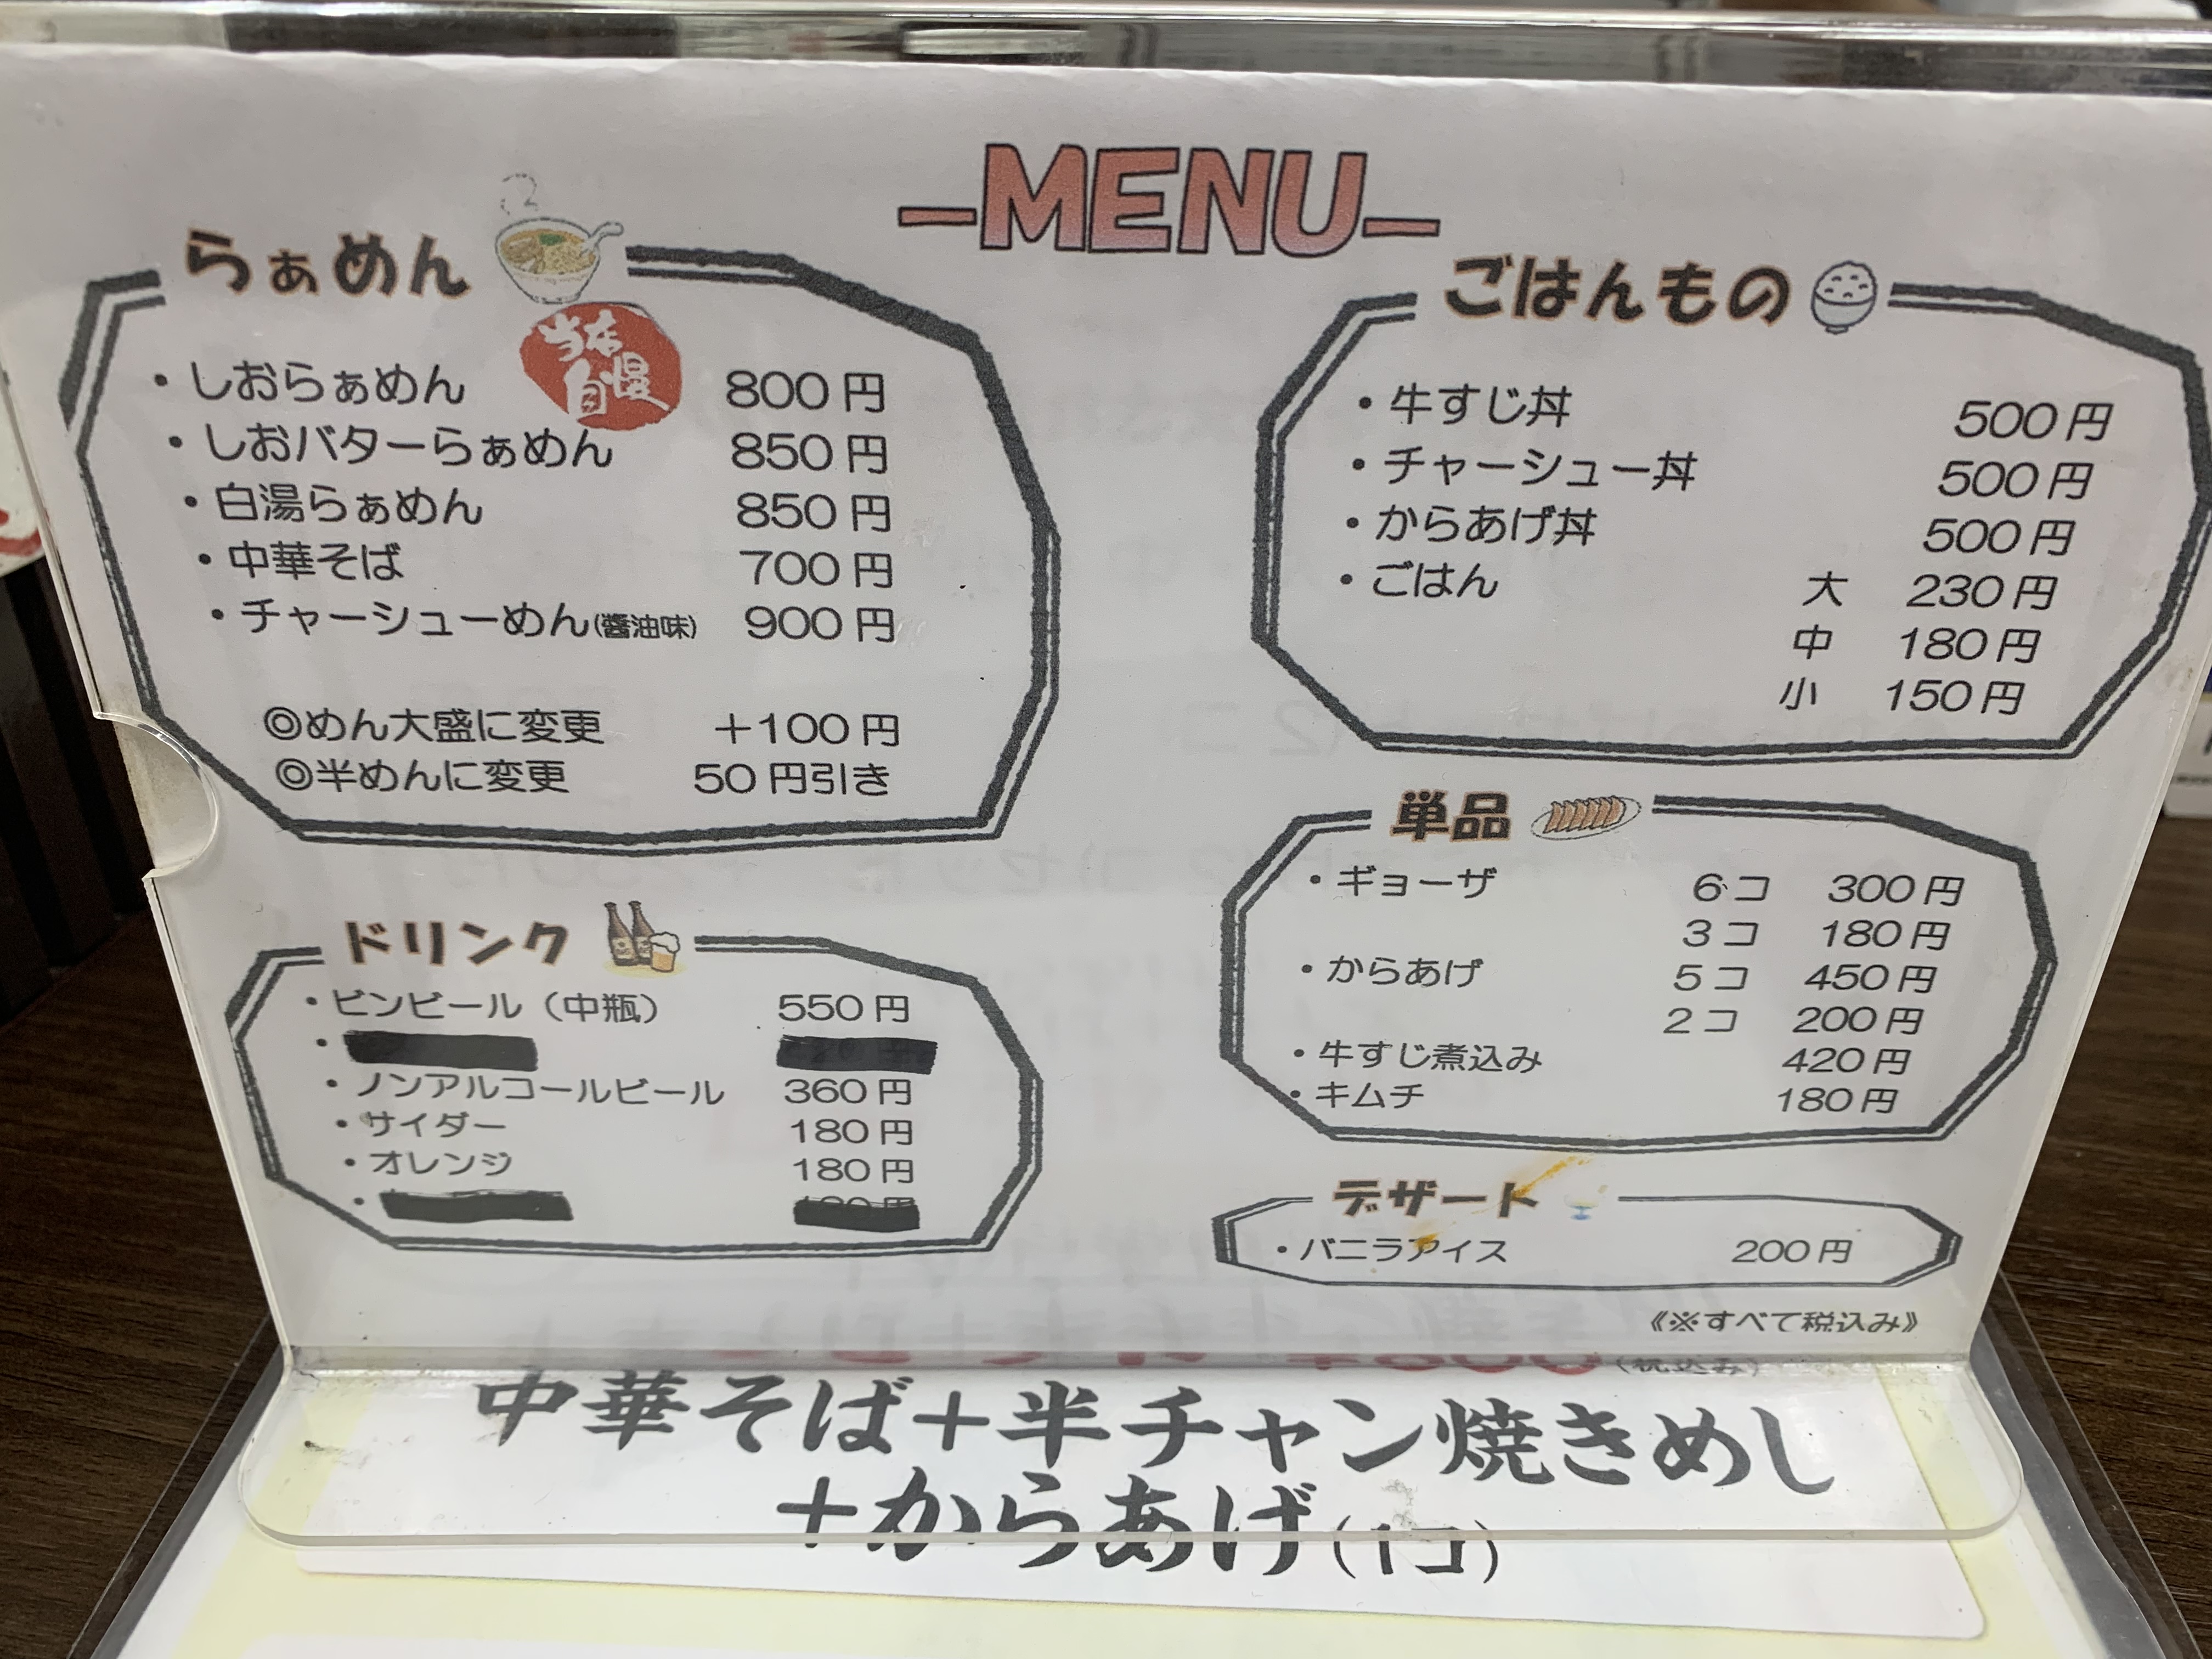 -MENU-
らぁめん
当店
自慢
・しおらぁめん 800円
・しおバターらぁめん 850円
・白湯らぁめん 850円
・中華そば 700円
・チャーシューめん(醬油味) 900円
◎めん大盛に変更 +100円
◎半めんに変更 50円引き
ドリンク
・ビンビール(中瓶) 550円
・ノンアルコールビール 360円
・サイダー 180円
・オレンジ 180円
ごはんもの
・牛すじ丼 500円
・チャーシュー丼 500円
・からあげ丼 500円
・ごはん 大 230円
中 180円
小 150円
単品
・ギョーザ 6コ 300円
3コ 180円
・からあげ 5コ 450円
2コ 200円
・牛すじ煮込み 420円
・キムチ 180円
デザート
・バニラアイス 200円
《※すべて税込み》
(税込み)
中華そば+半チャン焼きめし
+からあげ(1コ)